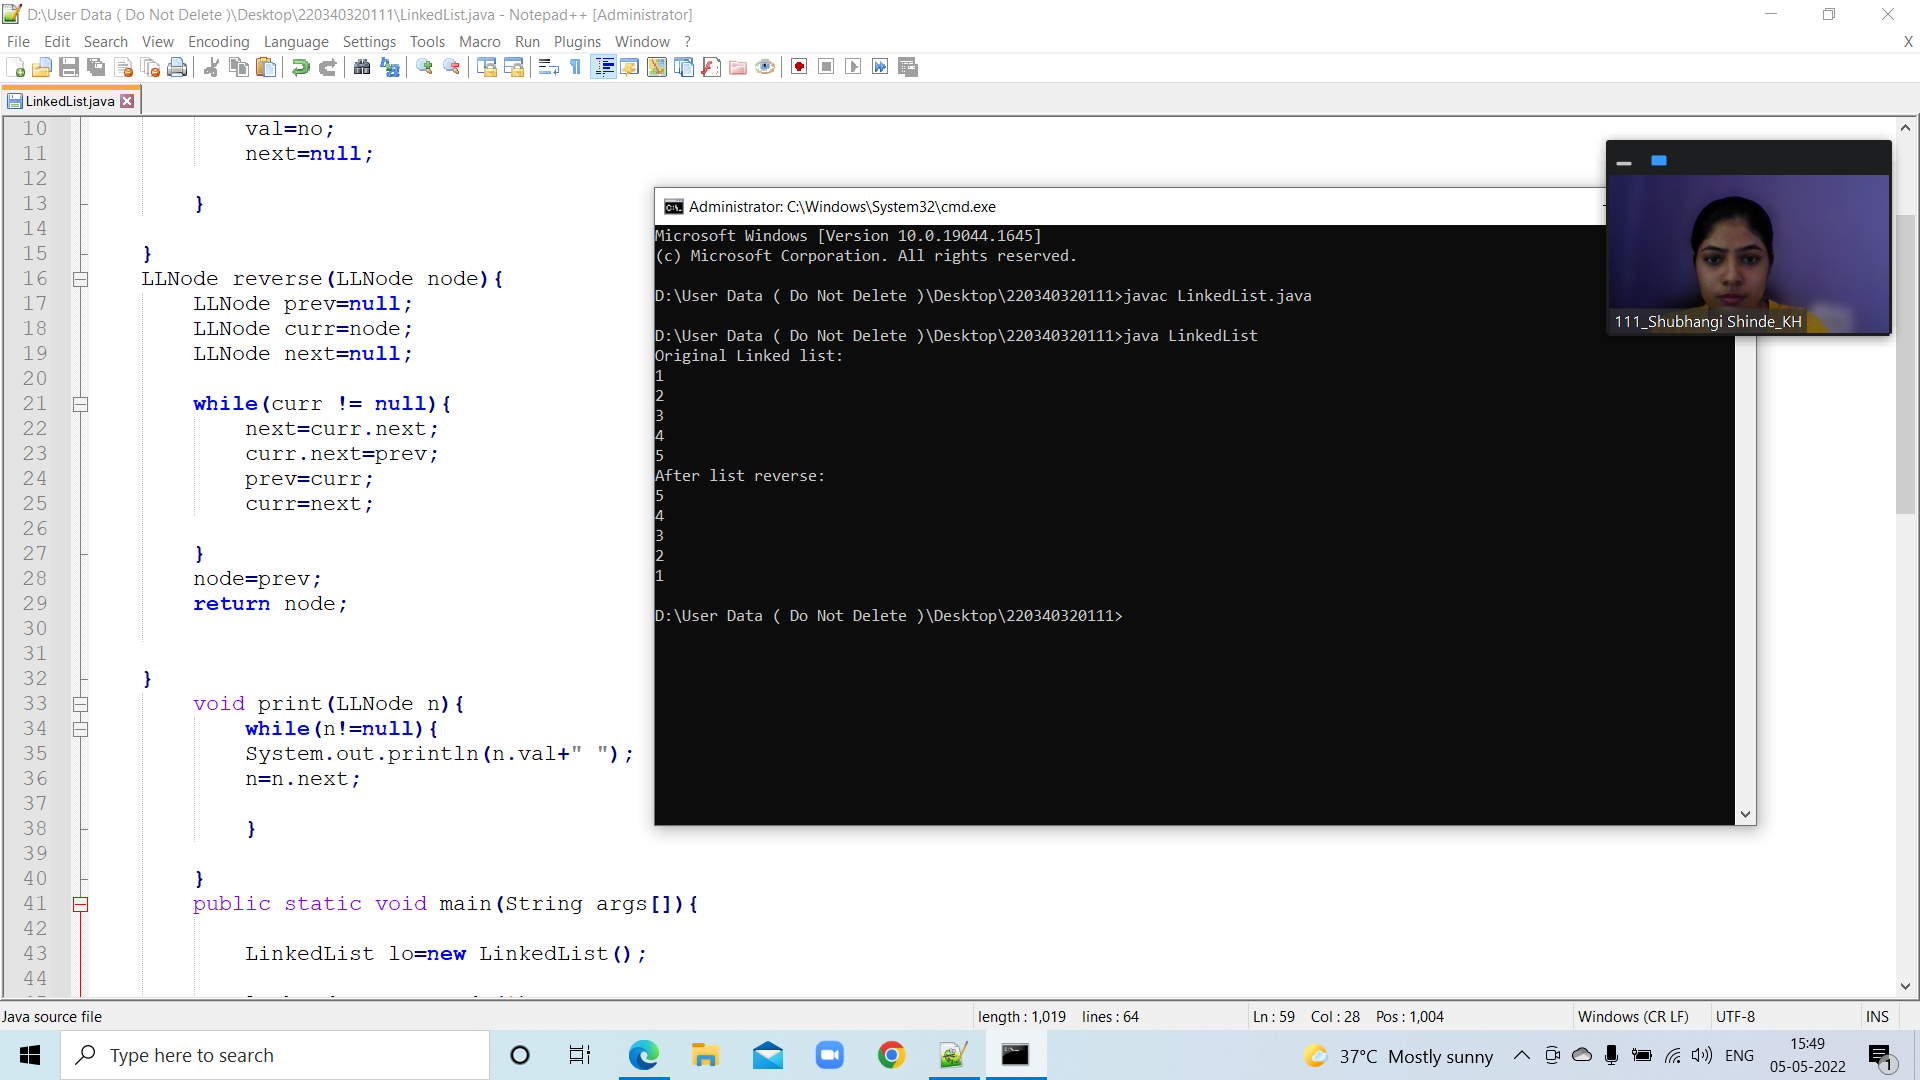 D:\User Data ( Do Not Delete )\Desktop\220340320111\LinkedList.java - Notepad++ [Administrator]
File Edit Search View Encoding Language Settings Tools Macro Run Plugins Window ? X
LinkedList.java
10 val=no;
11 next=null;
12
13 }
14
15 }
16 LLNode reverse(LLNode node){
17 LLNode prev=null;
18 LLNode curr=node;
19 LLNode next=null;
20
21 while(curr != null){
22 next=curr.next;
23 curr.next=prev;
24 prev=curr;
25 curr=next;
26
27 }
28 node=prev;
29 return node;
30
31
32 }
33 void print(LLNode n){
34 while(n!=null){
35 System.out.println(n.val+" ");
36 n=n.next;
37
38 }
39
40 }
41 public static void main(String args[]){
42
43 LinkedList lo=new LinkedList();
44
Administrator: C:\Windows\System32\cmd.exe
Microsoft Windows [Version 10.0.19044.1645]
(c) Microsoft Corporation. All rights reserved.
D:\User Data ( Do Not Delete )\Desktop\220340320111>javac LinkedList.java
D:\User Data ( Do Not Delete )\Desktop\220340320111>java LinkedList
Original Linked list:
1
2
3
4
5
After list reverse:
5
4
3
2
1
D:\User Data ( Do Not Delete )\Desktop\220340320111>
111_Shubhangi Shinde_KH
Java source file length : 1,019 lines : 64 Ln : 59 Col : 28 Pos : 1,004 Windows (CR LF) UTF-8 INS
Type here to search
37°C Mostly sunny
ENG
15:49
05-05-2022
1